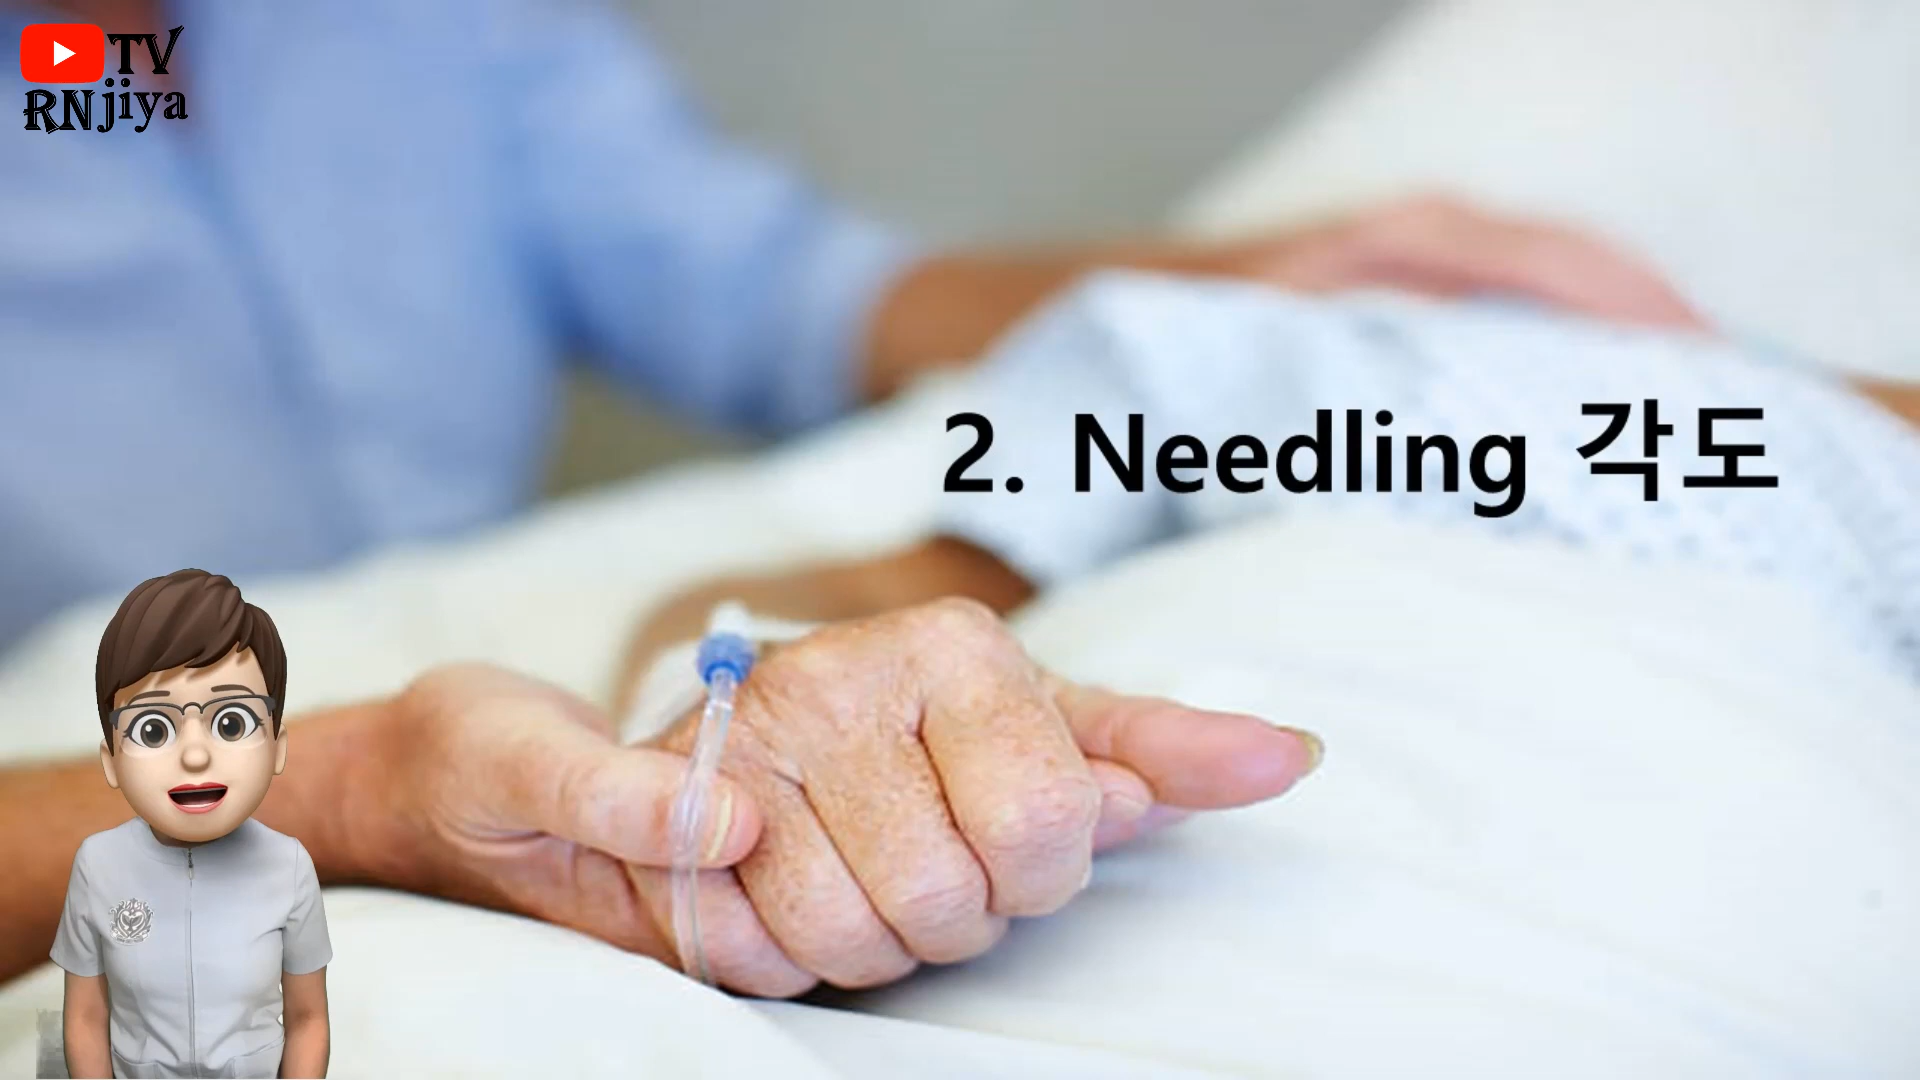 TV
RNjiya
2. Needling 각도